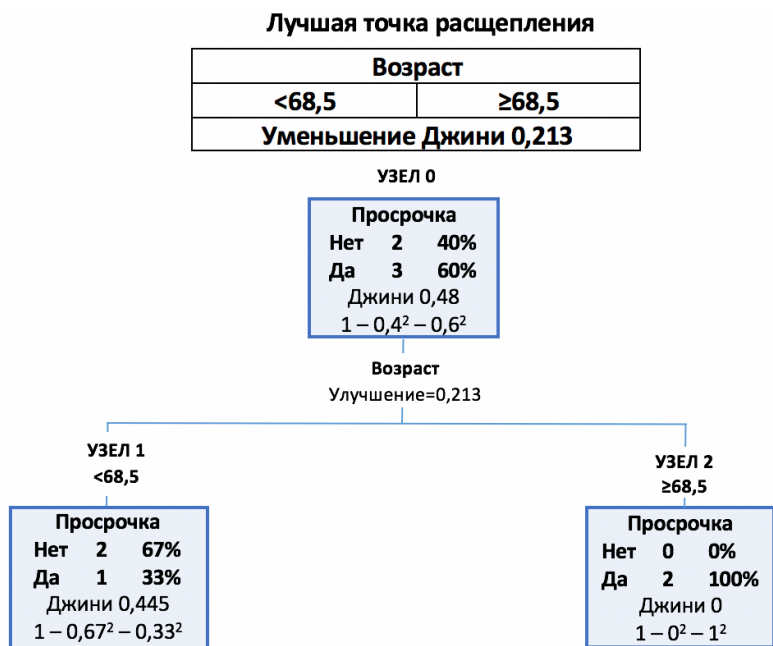 Лучшая точка расщепления
Возраст
<68,5 ≥68,5
Уменьшение Джини 0,213
УЗЕЛ 0
Просрочка
Нет 2 40%
Да 3 60%
Джини 0,48
1 – 0,4² – 0,6²
Возраст
Улучшение=0,213
УЗЕЛ 1
<68,5
Просрочка
Нет 2 67%
Да 1 33%
Джини 0,445
1 – 0,67² – 0,33²
УЗЕЛ 2
≥68,5
Просрочка
Нет 0 0%
Да 2 100%
Джини 0
1 – 0² – 1²